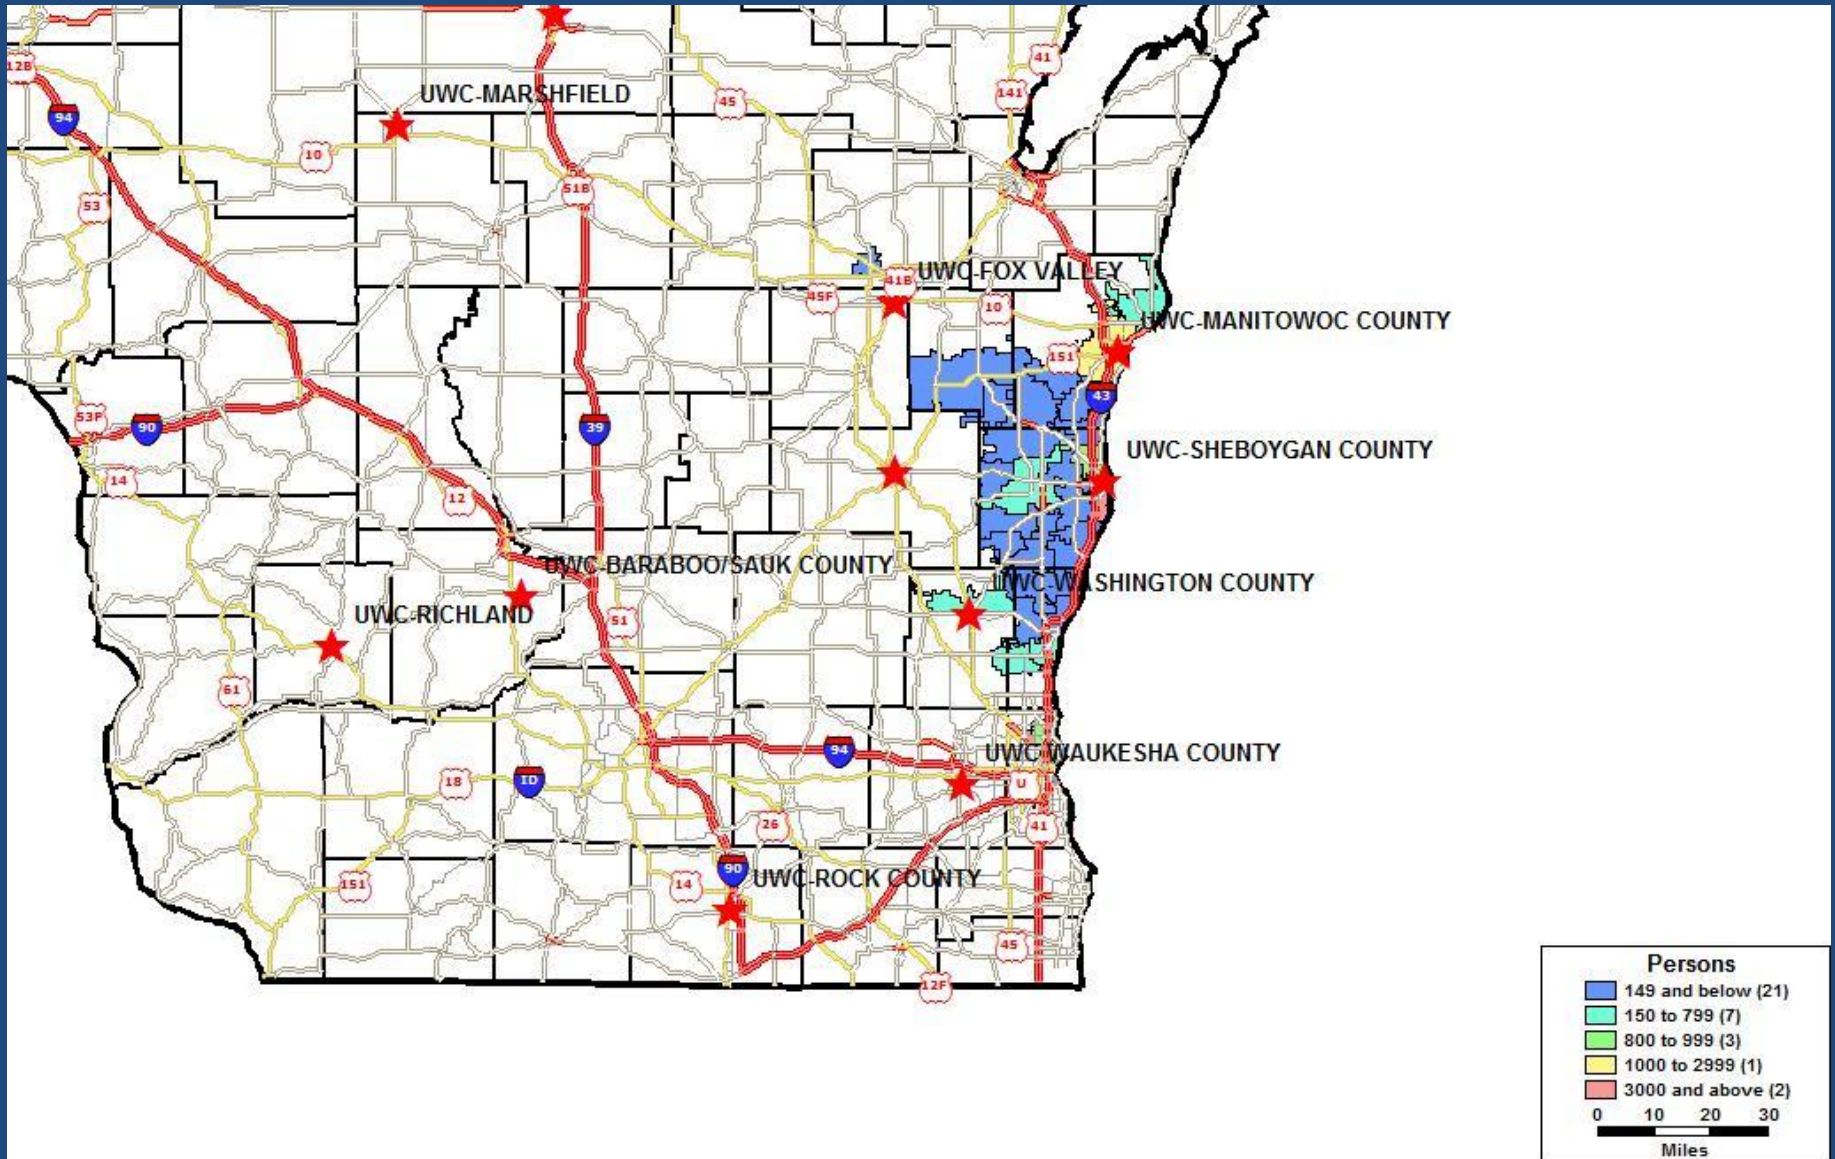 41
12B
UWC-MARSHFIELD
141
45
94
10
51B
53
UWC-FOX VALLEY
41B
45F
10
UWC-MANITOWOC COUNTY
151
43
53F
90
39
UWC-SHEBOYGAN COUNTY
14
12
UWC-BARABOO/SAUK COUNTY
UWC-WASHINGTON COUNTY
UWC-RICHLAND
51
61
94
UWC-WAUKESHA COUNTY
18
ID
U
26
41
90
UWC-ROCK COUNTY
151
14
45
12F
Persons
149 and below (21)
150 to 799 (7)
800 to 999 (3)
1000 to 2999 (1)
3000 and above (2)
0 10 20 30
Miles